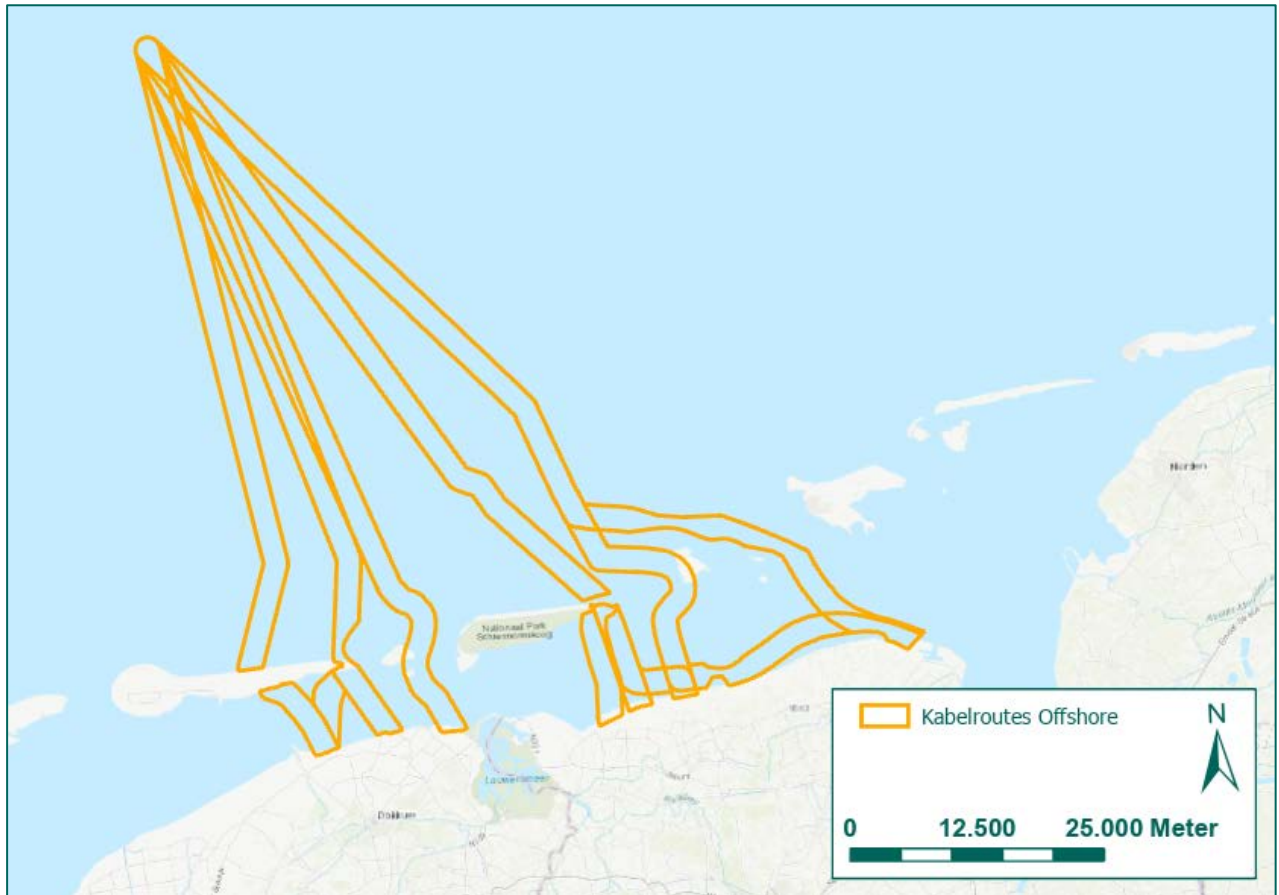 Norden
Nationaal Park
Schiermonnikoog
Kabelroutes Offshore
N
Lauwersmeer
Dokkum
0 12.500 25.000 Meter